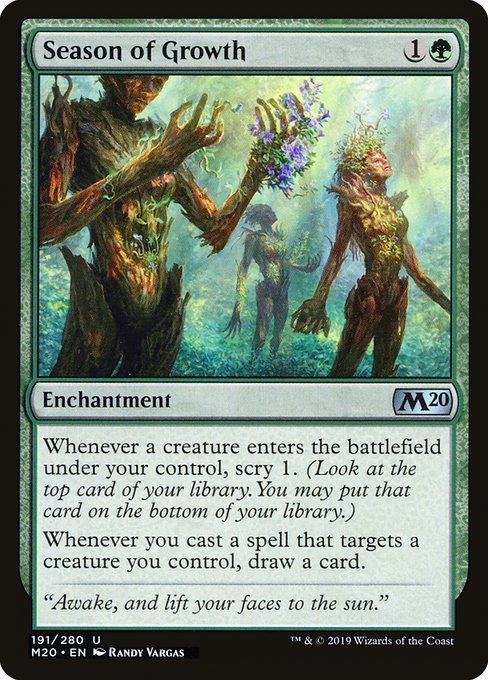 Season of Growth 1
Enchantment M20
Whenever a creature enters the battlefield
under your control, scry 1. (Look at the
top card of your library. You may put that
card on the bottom of your library.)
Whenever you cast a spell that targets a
creature you control, draw a card.
“Awake, and lift your faces to the sun.”
191/280 U ™ & © 2019 Wizards of the Coast
M20 • EN Randy Vargas